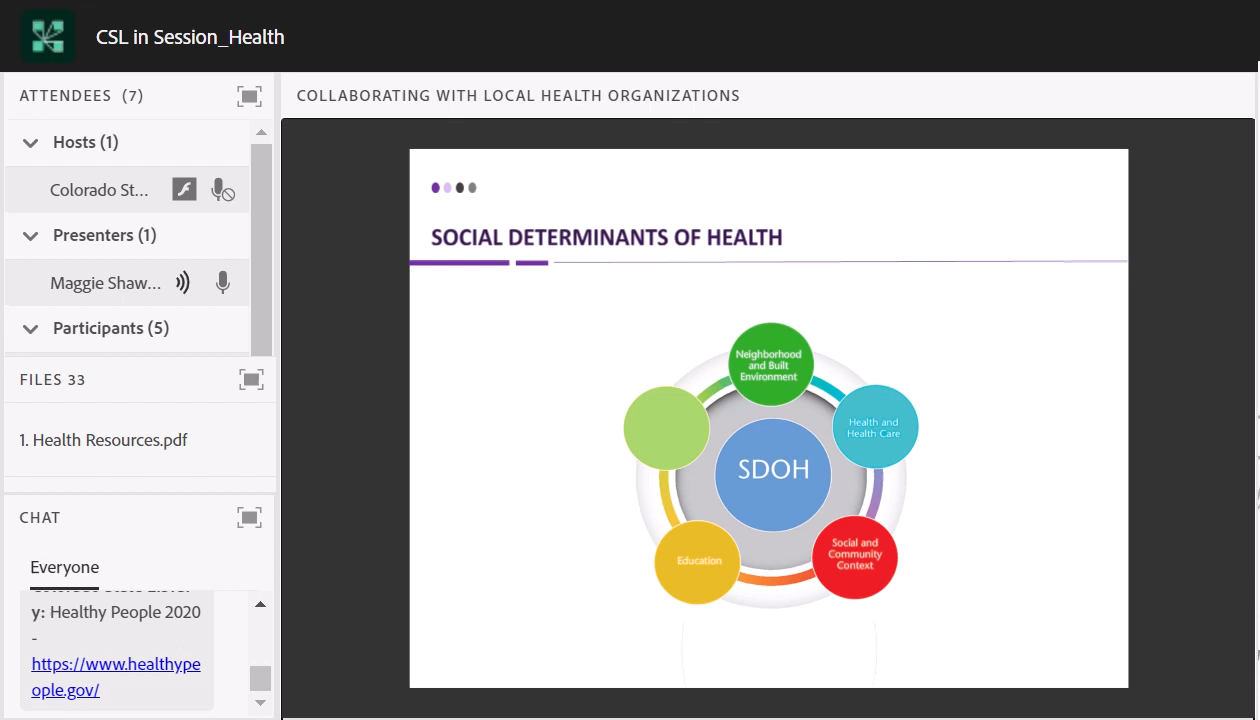 CSL in Session_Health
ATTENDEES (7)
Hosts (1)
Colorado St...
Presenters (1)
Maggie Shaw...
Participants (5)
FILES 33
1. Health Resources.pdf
CHAT
Everyone
y: Healthy People 2020
-
https://www.healthype
ople.gov/
COLLABORATING WITH LOCAL HEALTH ORGANIZATIONS
SOCIAL DETERMINANTS OF HEALTH
Neighborhood
and Built
Environment
Health and
Health Care
SDOH
Social and
Community
Context
Education